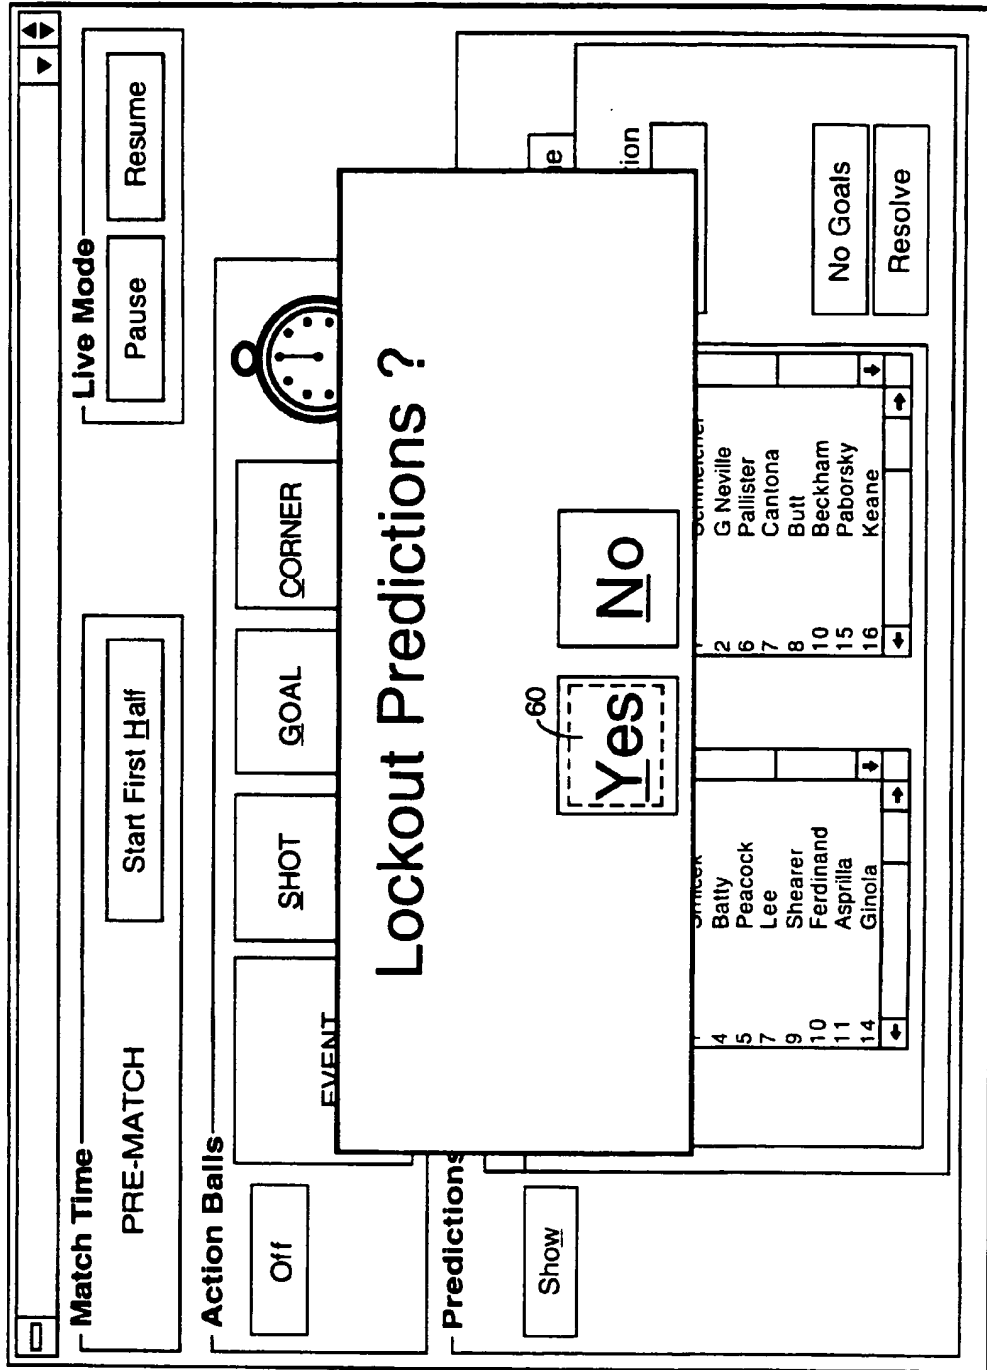 Match Time
PRE-MATCH
Start First Half
Live Mode
Pause
Resume
Action Balls
Off
EVENT
SHOT
GOAL
CORNER
Predictions
Show
Lockout Predictions ?
60
Yes
No
4 Batty
5 Peacock
7 Lee
9 Shearer
10 Ferdinand
11 Asprilla
14 Ginola
2 G Neville
6 Pallister
7 Cantona
8 Butt
10 Beckham
15 Paborsky
16 Keane
No Goals
Resolve